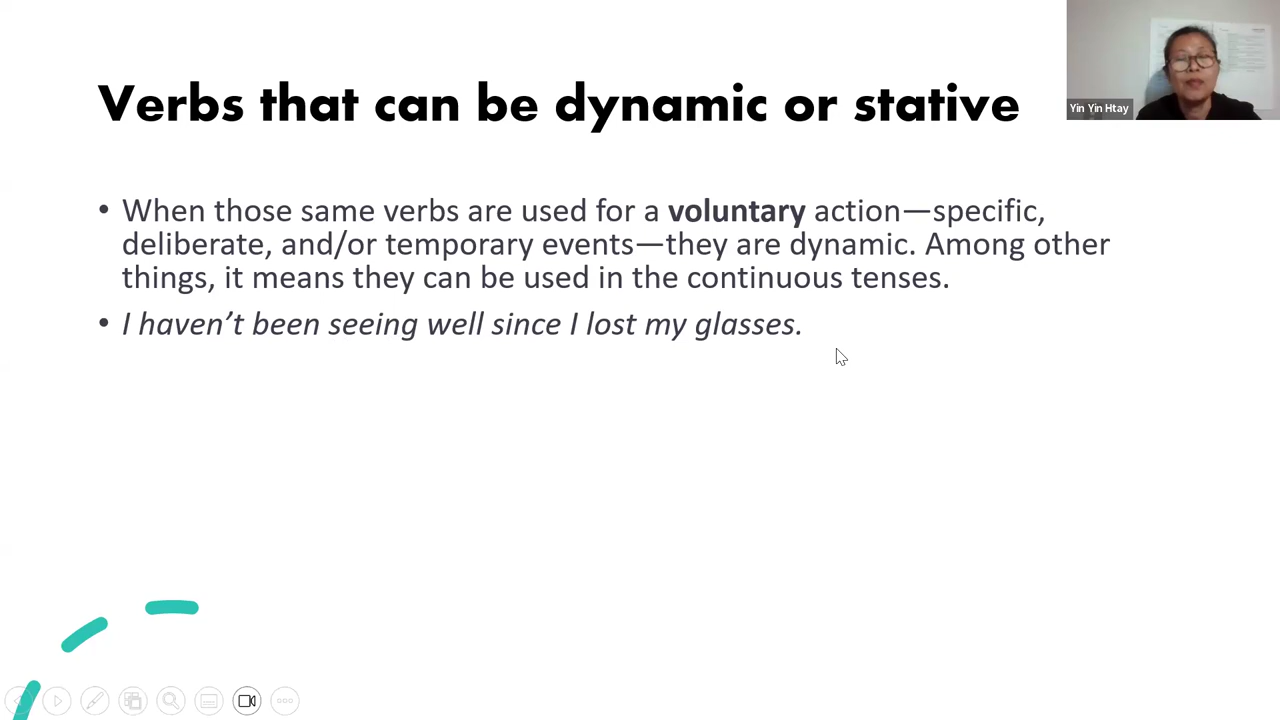 Verbs that can be dynamic or stative
Yin Yin Htay
• When those same verbs are used for a voluntary action—specific,
deliberate, and/or temporary events—they are dynamic. Among other
things, it means they can be used in the continuous tenses.
• I haven’t been seeing well since I lost my glasses.